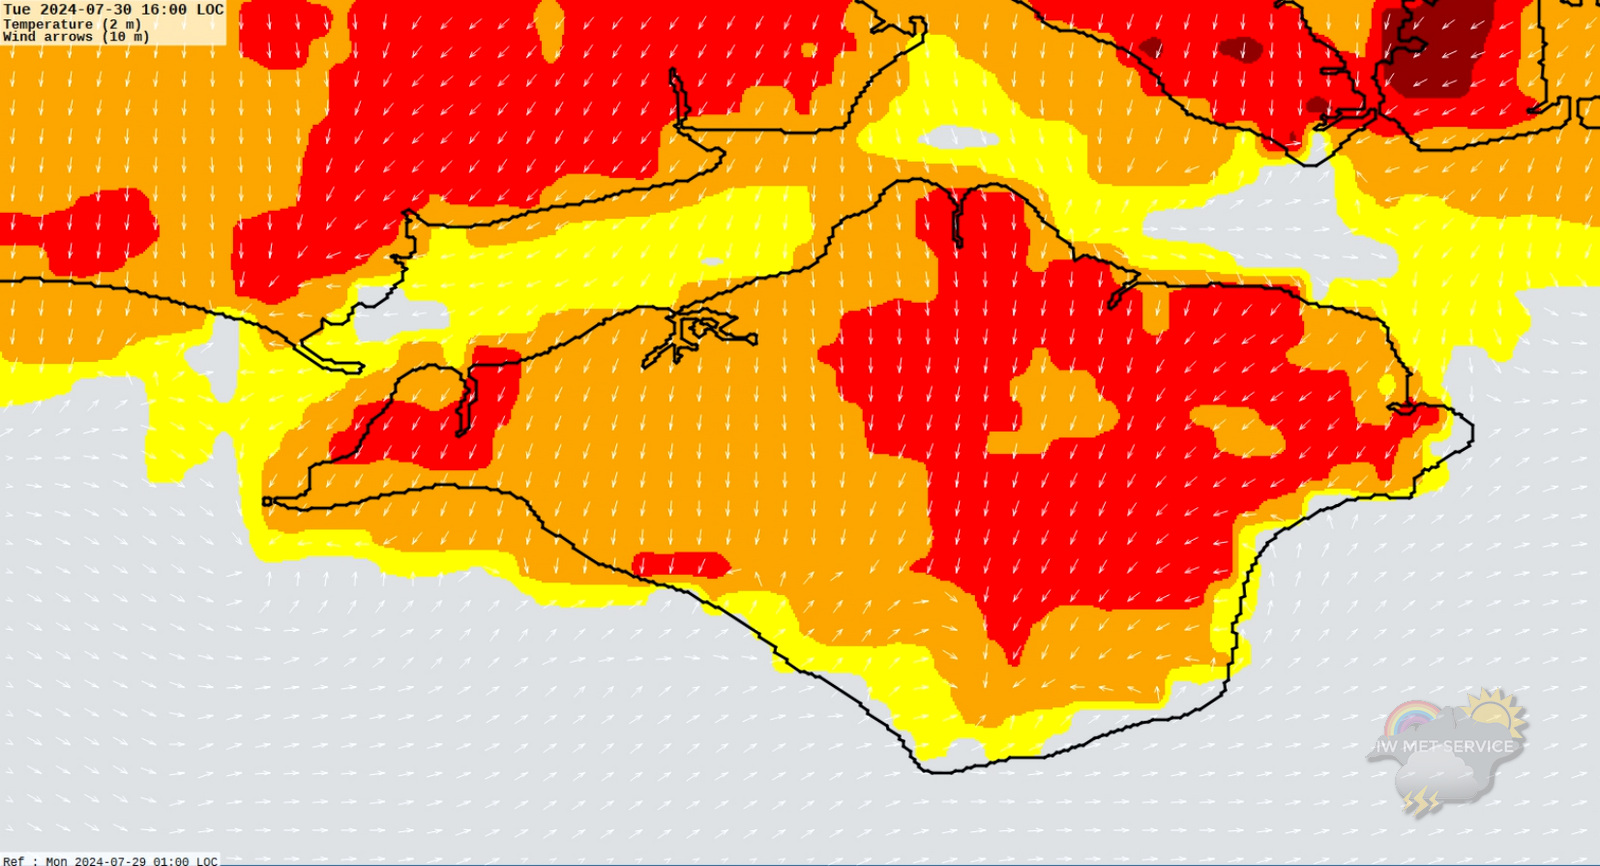 Tue 2024-07-30 16:00 LOC
Temperature (2 m)
Wind arrows (10 m)
IW MET SERVICE
Ref : Mon 2024-07-29 01:00 LOC